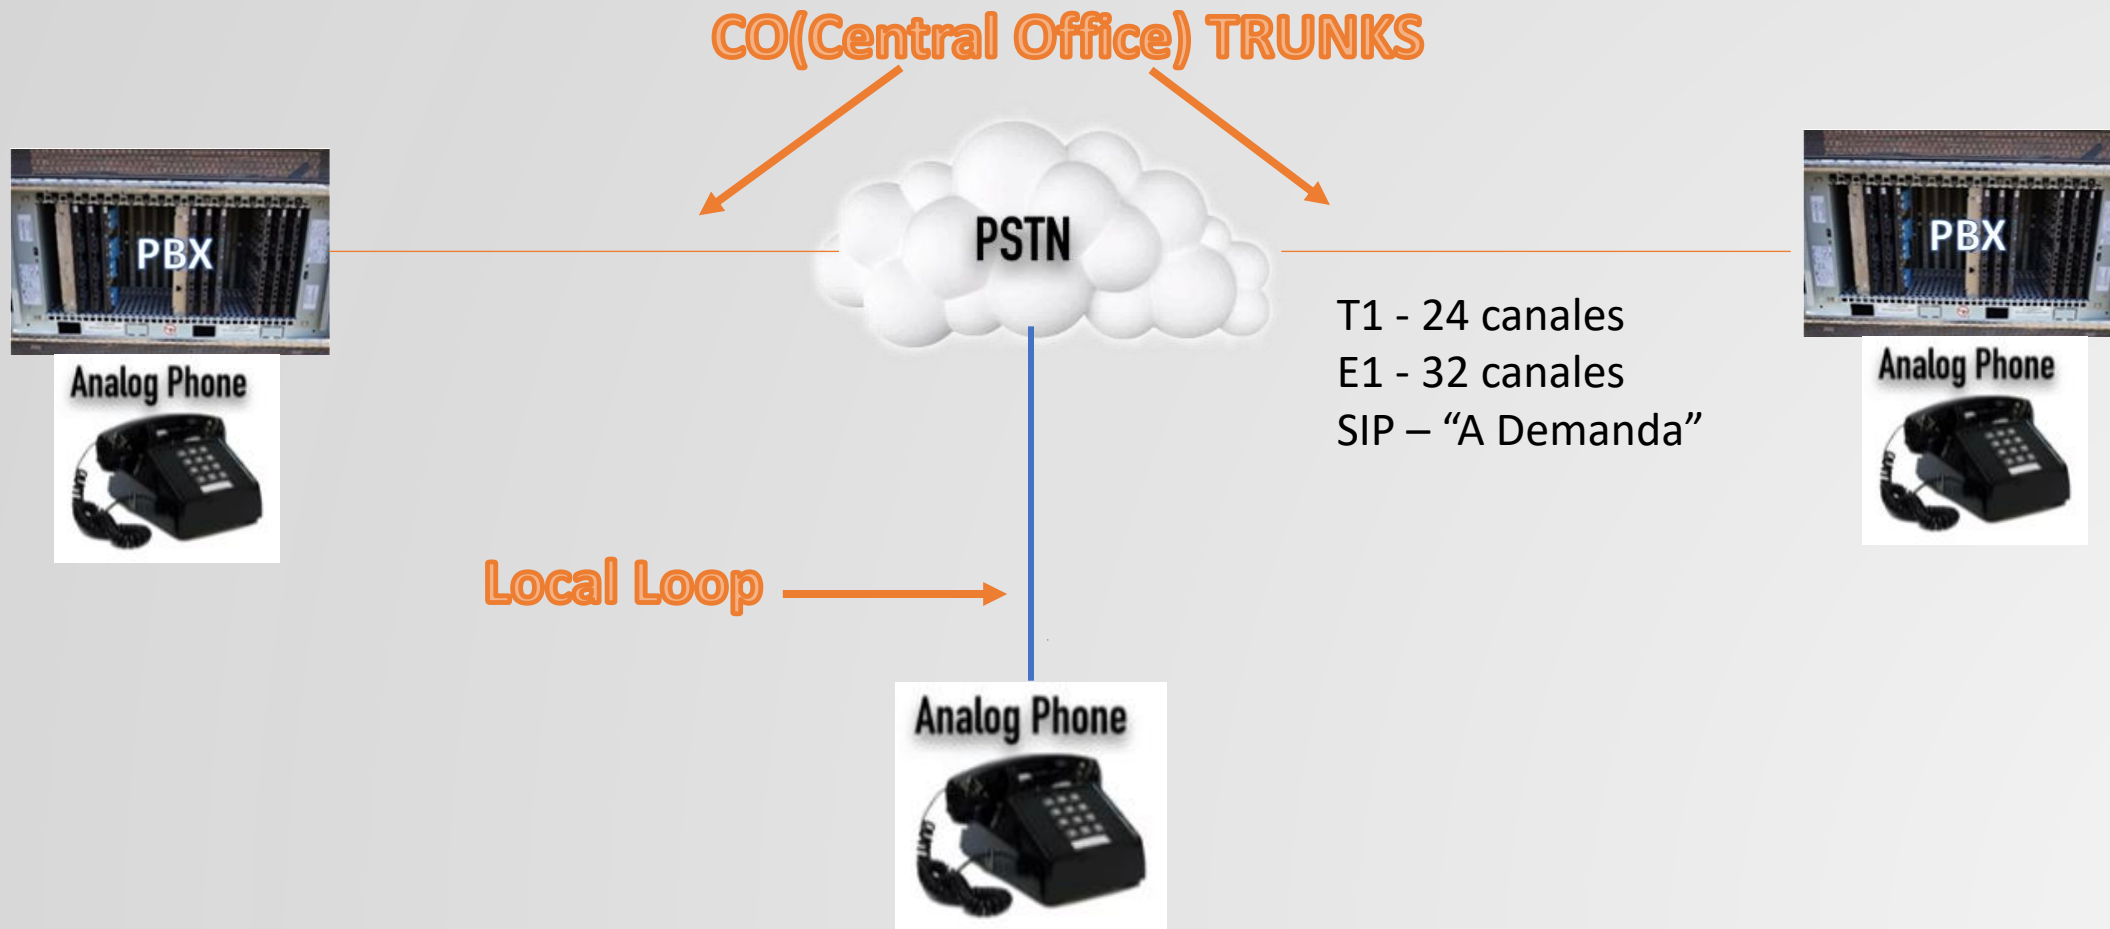 CO(Central Office) TRUNKS
PBX
PSTN
PBX
T1 - 24 canales
E1 - 32 canales
SIP – “A Demanda”
Analog Phone
Analog Phone
Local Loop
Analog Phone